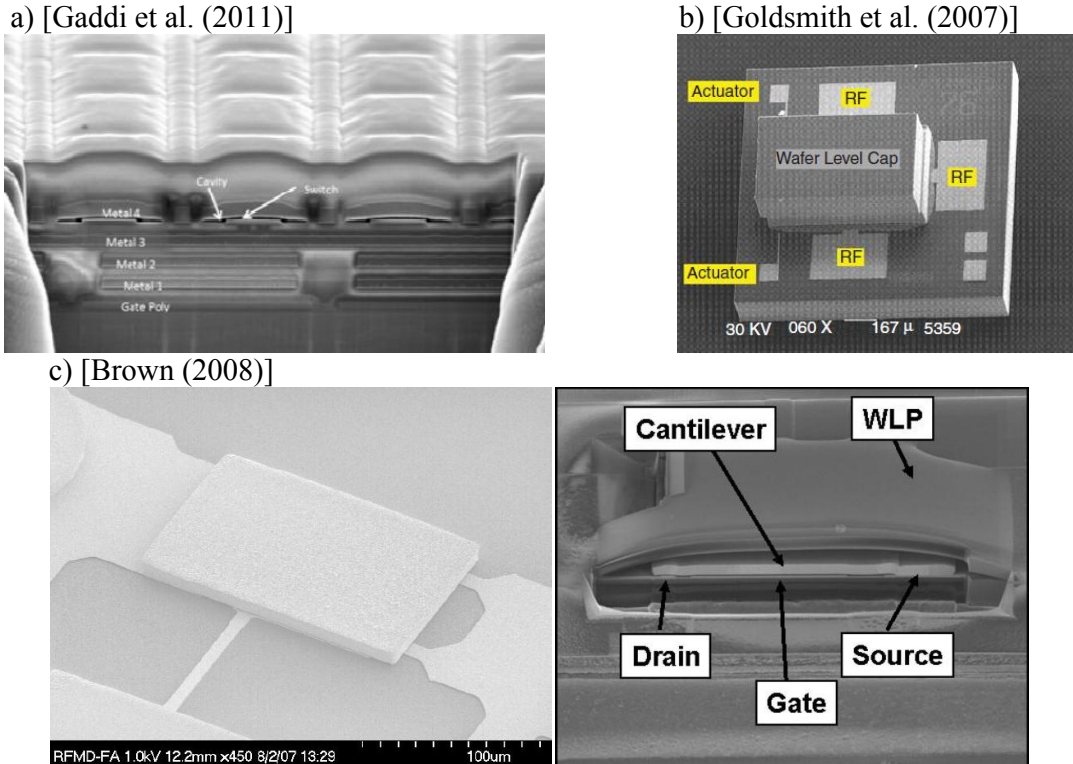 a) [Gaddi et al. (2011)]
b) [Goldsmith et al. (2007)]
Cavity
Switch
Metal 4
Metal 3
Metal 2
Metal 1
Gate Poly
Actuator
RF
Wafer Level Cap
RF
RF
Actuator
30 KV 060 X 167 µ 5359
c) [Brown (2008)]
RFMD-FA 1.0kV 12.2mm x450 8/2/07 13:29 100um
Cantilever
WLP
Drain
Source
Gate